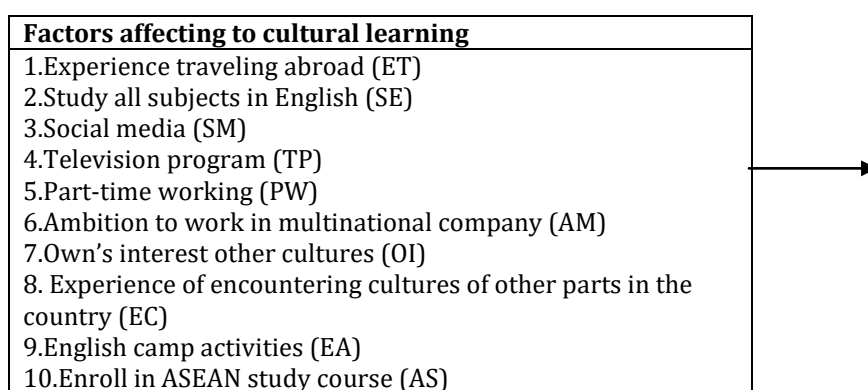 Factors affecting to cultural learning
1.Experience traveling abroad (ET)
2.Study all subjects in English (SE)
3.Social media (SM)
4.Television program (TP)
5.Part-time working (PW)
6.Ambition to work in multinational company (AM)
7.Own's interest other cultures (OI)
8. Experience of encountering cultures of other parts in the
country (EC)
9.English camp activities (EA)
10.Enroll in ASEAN study course (AS)